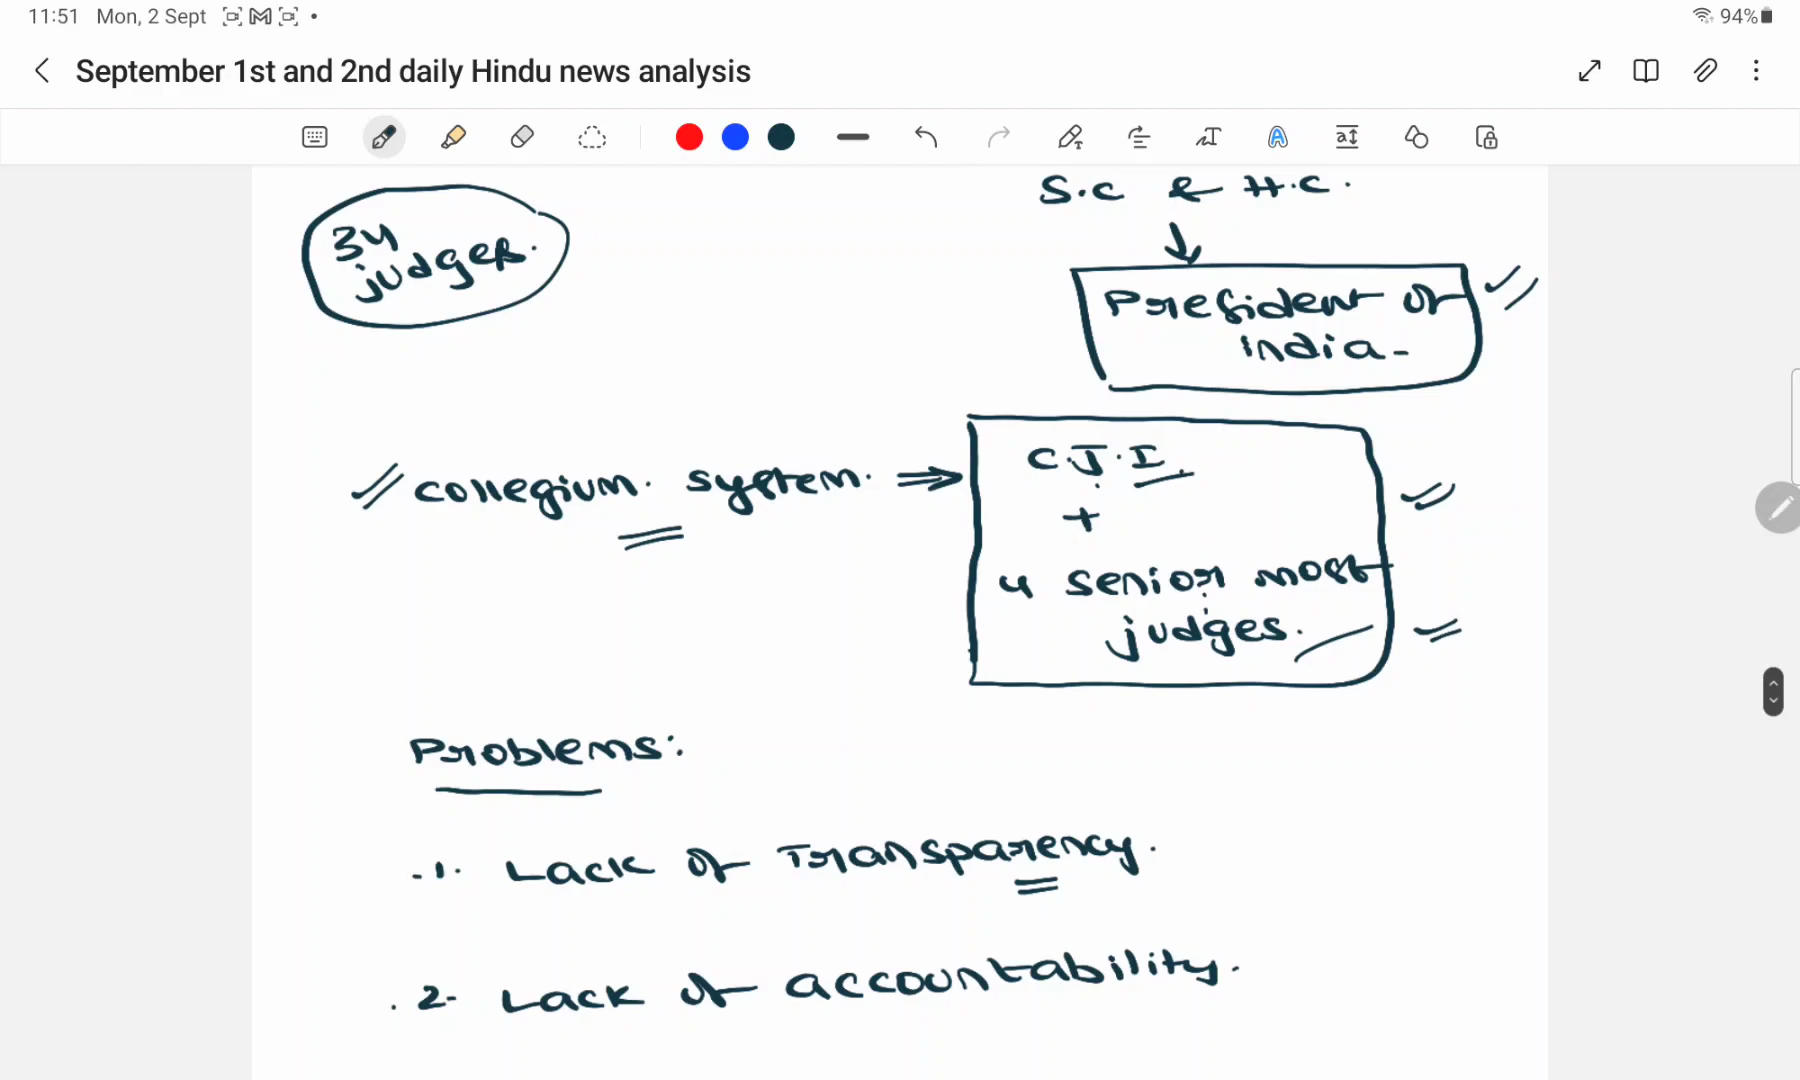 11:51 Mon, 2 Sept
94%
September 1st and 2nd daily Hindu news analysis
S.C & H.C.
34
judges.
President of
india-
C.J.I.
collegium. system.
+
4 senior most
judges.
Problems:
1. Lack of Transparency.
2- Lack of accountability.